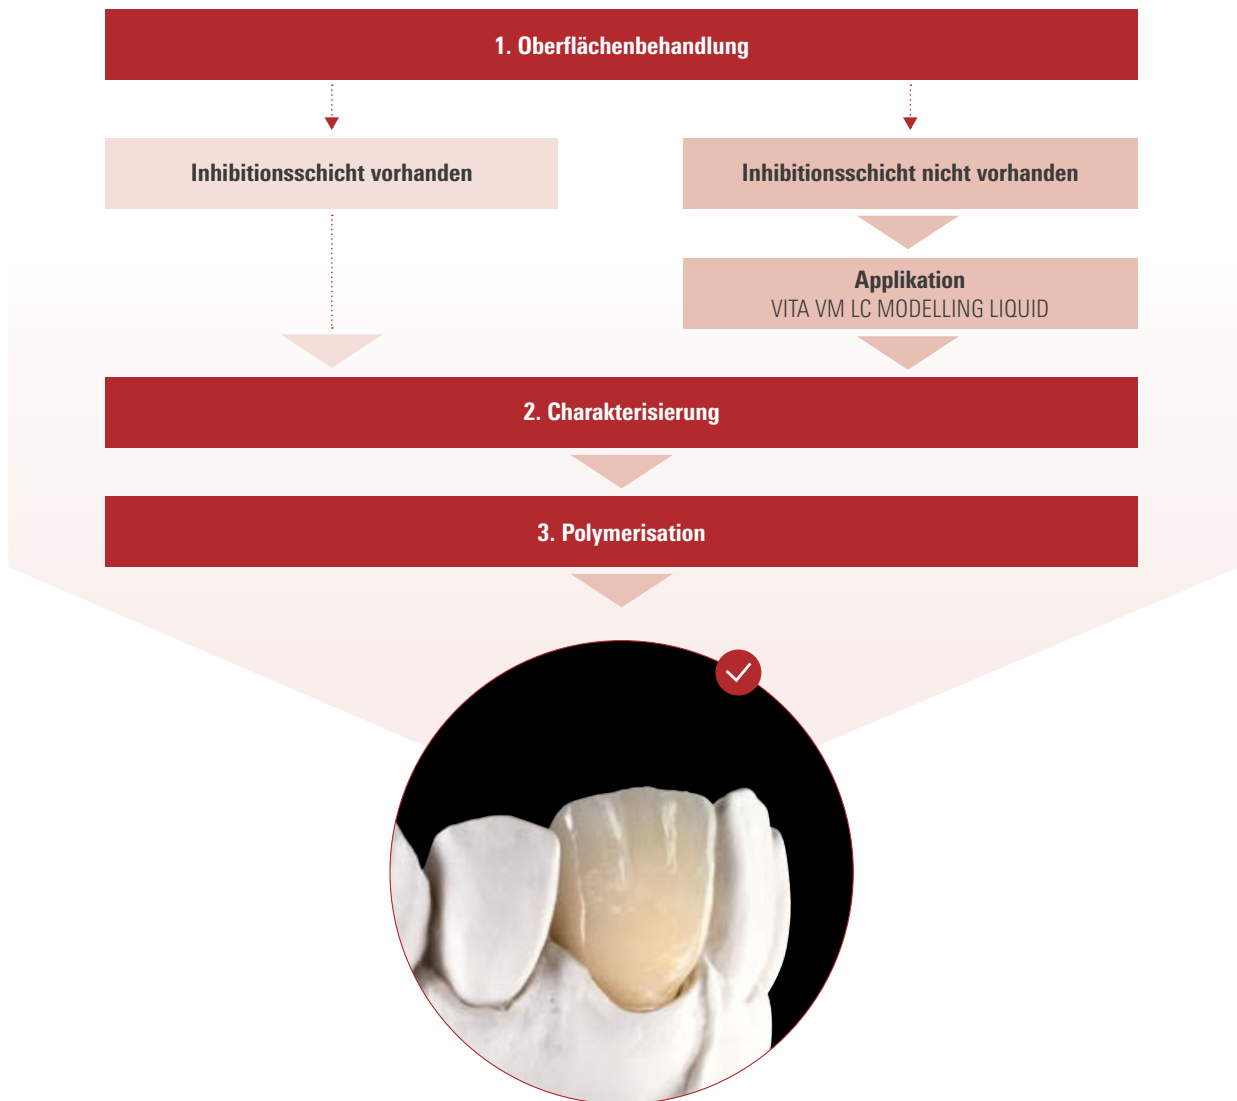 1. Oberflächenbehandlung
Inhibitionsschicht vorhanden
Inhibitionsschicht nicht vorhanden
Applikation
VITA VM LC MODELLING LIQUID
2. Charakterisierung
3. Polymerisation